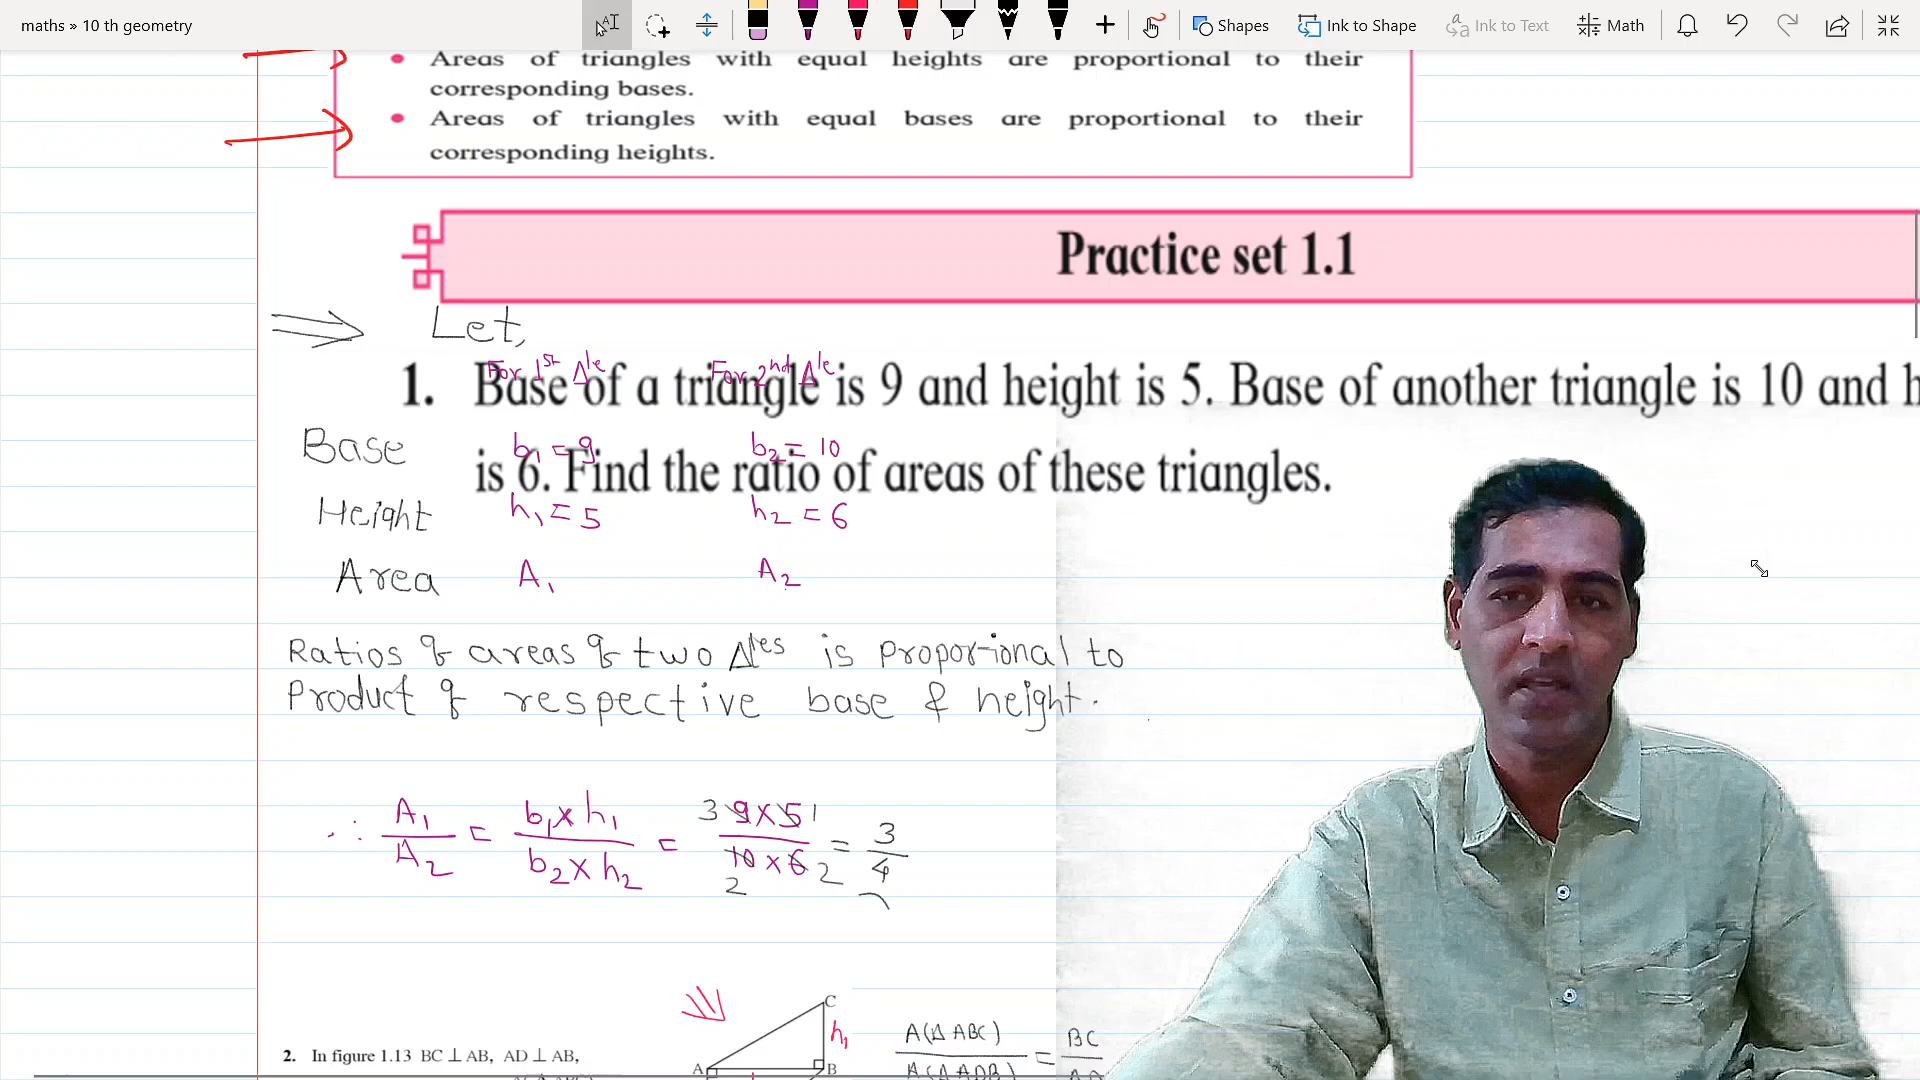 maths » 10 th geometry
Shapes
Ink to Shape
Ink to Text
Math
• Areas of triangles with equal heights are proportional to their
corresponding bases.
• Areas of triangles with equal bases are proportional to their
corresponding heights.
Practice set 1.1
Let,
For 1st Δle For 2nd Δle
1. Base of a triangle is 9 and height is 5. Base of another triangle is 10 and h
Base b₁ = 9 b₂ = 10
is 6. Find the ratio of areas of these triangles.
Height h₁ = 5 h₂ = 6
Area A₁ A₂
Ratios of areas of two Δles is proportional to
Product of respective base & height.
∴ A₁/A₂ = b₁ x h₁ / b₂ x h₂ = 3 9 x 5 1 / 10 x 6 2 2 = 3/4
2. In figure 1.13 BC ⊥ AB, AD ⊥ AB,
C
h₁
A B
A(Δ ABC) / A(Δ ADB) = BC / AD